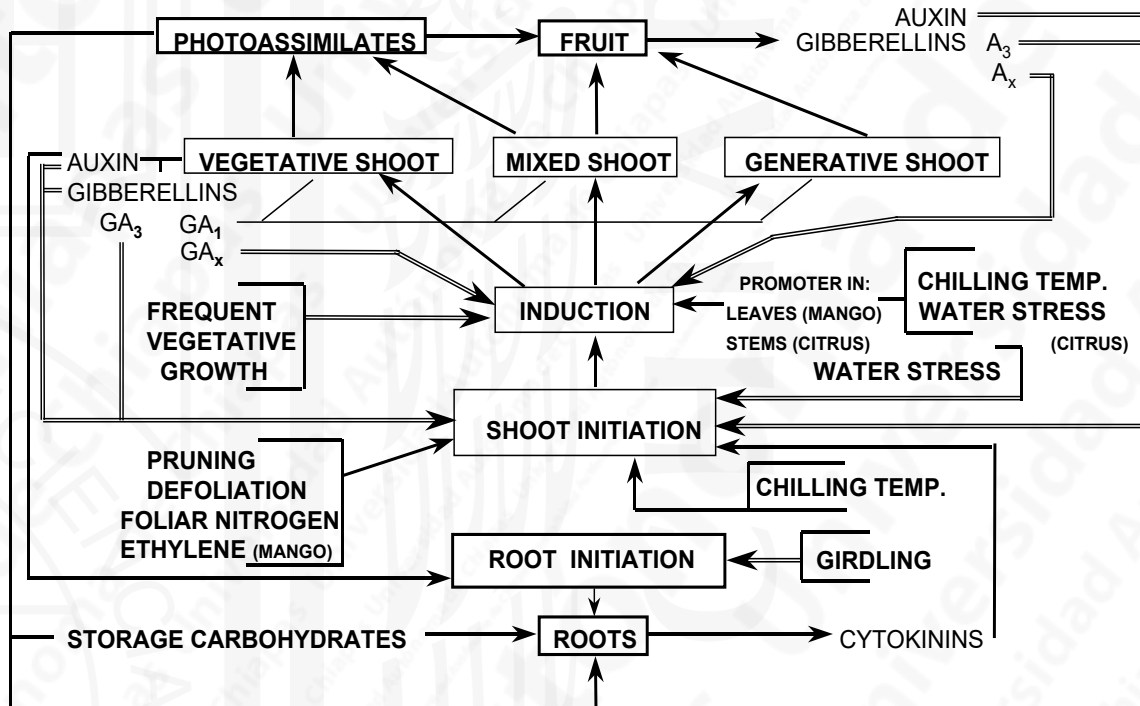 AUXIN
PHOTOASSIMILATES
FRUIT
GIBBERELLINS A3
Ax
AUXIN
VEGETATIVE SHOOT
MIXED SHOOT
GENERATIVE SHOOT
GIBBERELLINS
GA3
GA1
GAx
FREQUENT
VEGETATIVE
GROWTH
INDUCTION
PROMOTER IN:
LEAVES (MANGO)
STEMS (CITRUS)
CHILLING TEMP.
WATER STRESS
(CITRUS)
WATER STRESS
SHOOT INITIATION
PRUNING
DEFOLIATION
FOLIAR NITROGEN
ETHYLENE (MANGO)
CHILLING TEMP.
ROOT INITIATION
GIRDLING
STORAGE CARBOHYDRATES
ROOTS
CYTOKININS